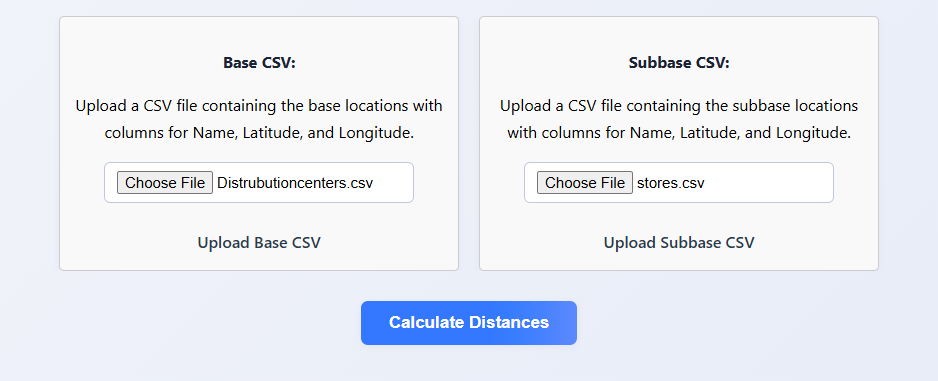 Base CSV:
Upload a CSV file containing the base locations with
columns for Name, Latitude, and Longitude.
Choose File Distrubutioncenters.csv
Upload Base CSV
Subbase CSV:
Upload a CSV file containing the subbase locations
with columns for Name, Latitude, and Longitude.
Choose File stores.csv
Upload Subbase CSV
Calculate Distances